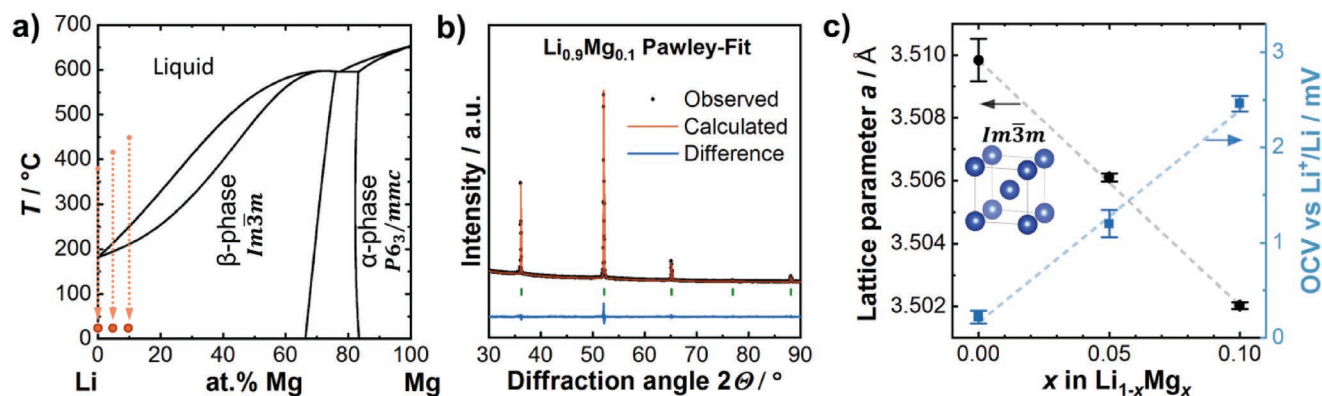 a)
700
600
500
400
300
200
100
0
T / °C
Liquid
β-phase
Im3̅m
α-phase
P6₃/mmc
0 20 40 60 80 100
Li at.% Mg Mg
b)
Li₀.₉Mg₀.₁ Pawley-Fit
Observed
Calculated
Difference
Intensity / a.u.
30 40 50 60 70 80 90
Diffraction angle 2Θ / °
c)
3.510
3.508
3.506
3.504
3.502
Lattice parameter a / Å
Im3̅m
3
2
1
0
OCV vs Li⁺/Li / mV
0.00 0.05 0.10
x in Li₁₋ₓMgₓ